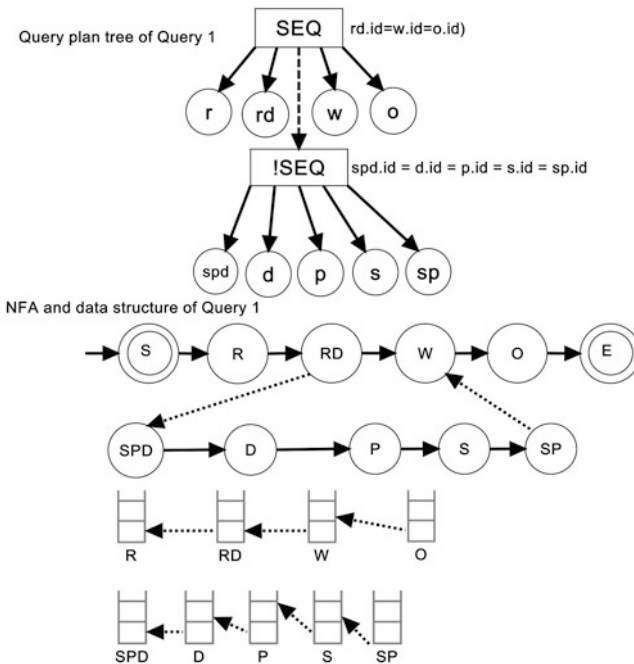 Query plan tree of Query 1
SEQ
rd.id=w.id=o.id)
r
rd
w
o
!SEQ
spd.id = d.id = p.id = s.id = sp.id
spd
d
p
s
sp
NFA and data structure of Query 1
S
R
RD
W
O
E
SPD
D
P
S
SP
R
RD
W
O
SPD
D
P
S
SP